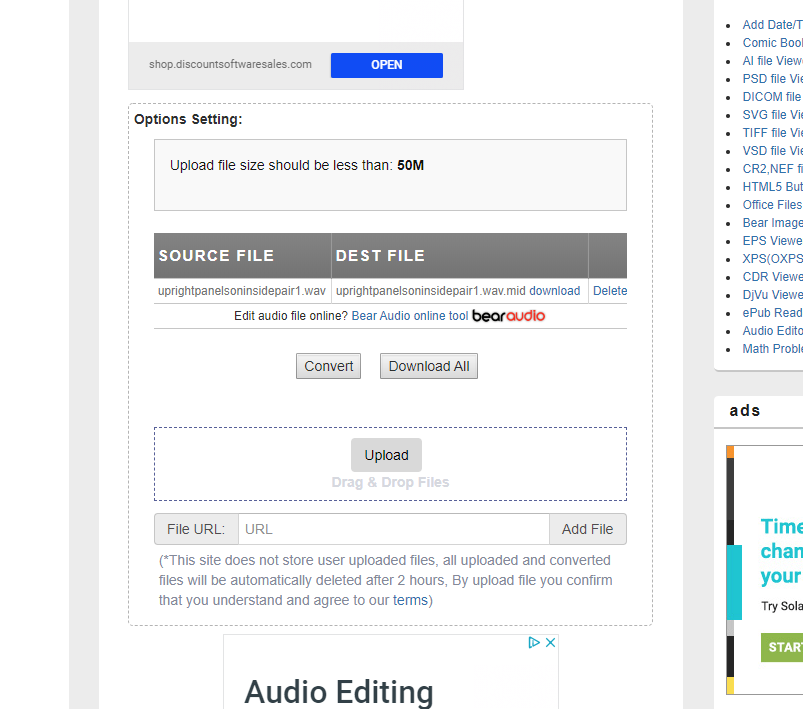 shop.discountsoftwaresales.com OPEN
Options Setting:
Upload file size should be less than: 50M
SOURCE FILE DEST FILE
uprightpanelsoninsidepair1.wav uprightpanelsoninsidepair1.wav.mid download Delete
Edit audio file online? Bear Audio online tool bearaudio
Convert Download All
Upload
Drag & Drop Files
File URL: URL Add File
(*This site does not store user uploaded files, all uploaded and converted
files will be automatically deleted after 2 hours, By upload file you confirm
that you understand and agree to our terms)
Audio Editing
Add Date/T
Comic Boo
AI file View
PSD file Vi
DICOM file
SVG file Vi
TIFF file Vi
VSD file Vi
CR2,NEF fi
HTML5 But
Office Files
Bear Image
EPS Viewe
XPS(OXPS
CDR Viewe
DjVu Viewe
ePub Read
Audio Edito
Math Proble
ads
Time
chan
your
Try Sola
START